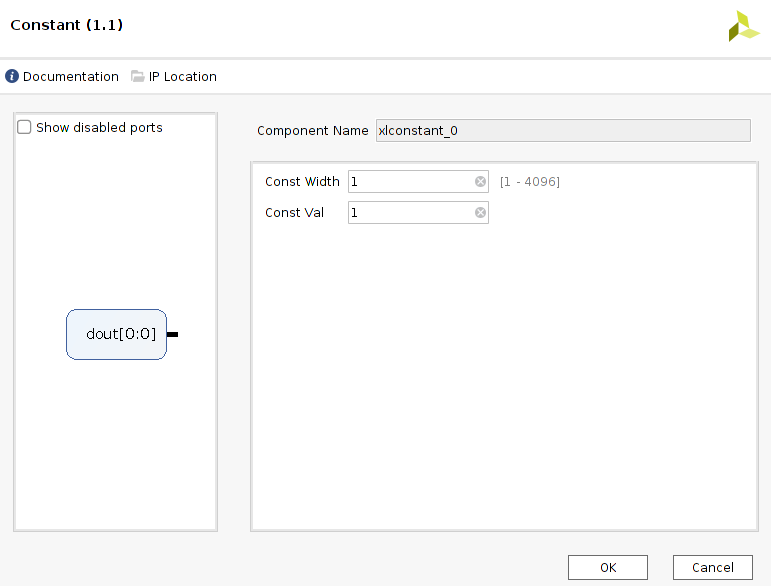 Constant (1.1)
Documentation IP Location
Show disabled ports
Component Name xlconstant_0
Const Width 1 [1 - 4096]
Const Val 1
dout[0:0]
OK Cancel